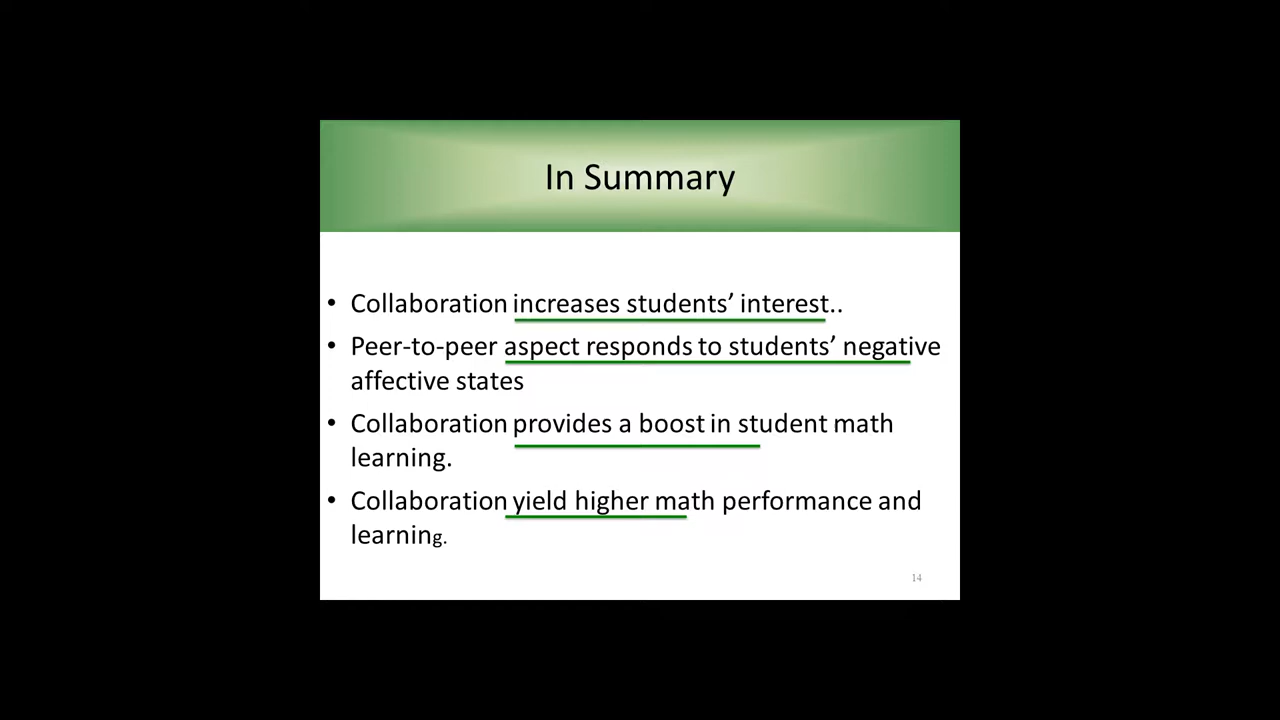 In Summary
• Collaboration increases students’ interest..
• Peer-to-peer aspect responds to students’ negative
affective states
• Collaboration provides a boost in student math
learning.
• Collaboration yield higher math performance and
learning.
14